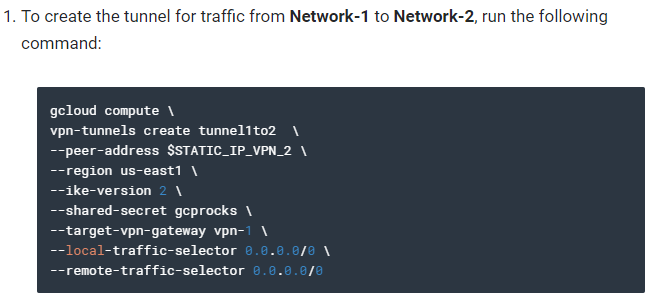 1. To create the tunnel for traffic from Network-1 to Network-2, run the following
command:
gcloud compute \
vpn-tunnels create tunnel1to2  \
--peer-address $STATIC_IP_VPN_2 \
--region us-east1 \
--ike-version 2 \
--shared-secret gcprocks \
--target-vpn-gateway vpn-1 \
--local-traffic-selector 0.0.0.0/0 \
--remote-traffic-selector 0.0.0.0/0